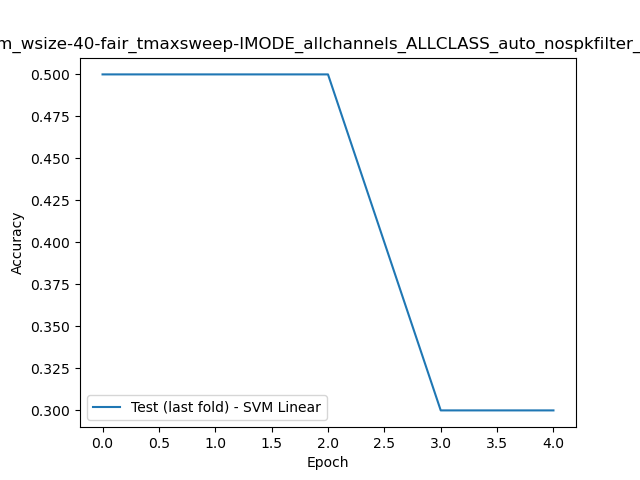 m_wsize-40-fair_tmaxsweep-IMODE_allchannels_ALLCLASS_auto_nospkfilter_
0.500
0.475
0.450
0.425
0.400
0.375
0.350
0.325
0.300
Accuracy
Test (last fold) - SVM Linear
0.0 0.5 1.0 1.5 2.0 2.5 3.0 3.5 4.0
Epoch